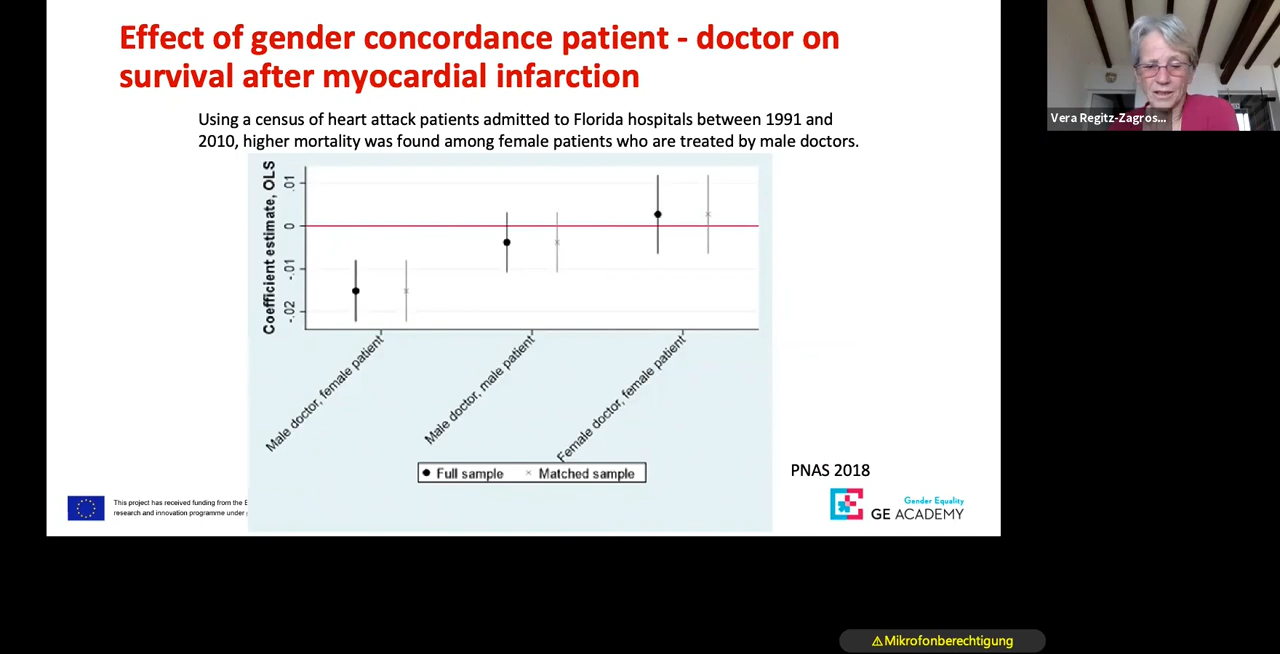 Effect of gender concordance patient - doctor on
survival after myocardial infarction
Using a census of heart attack patients admitted to Florida hospitals between 1991 and
2010, higher mortality was found among female patients who are treated by male doctors.
Coefficient estimate, OLS
.01
0
-.01
-.02
Male doctor, female patient
Male doctor, male patient
Female doctor, female patient
Full sample
Matched sample
PNAS 2018
This project has received funding from the E
research and innovation programme under
Gender Equality
GE ACADEMY
Vera Regitz-Zagros...
⚠Mikrofonberechtigung